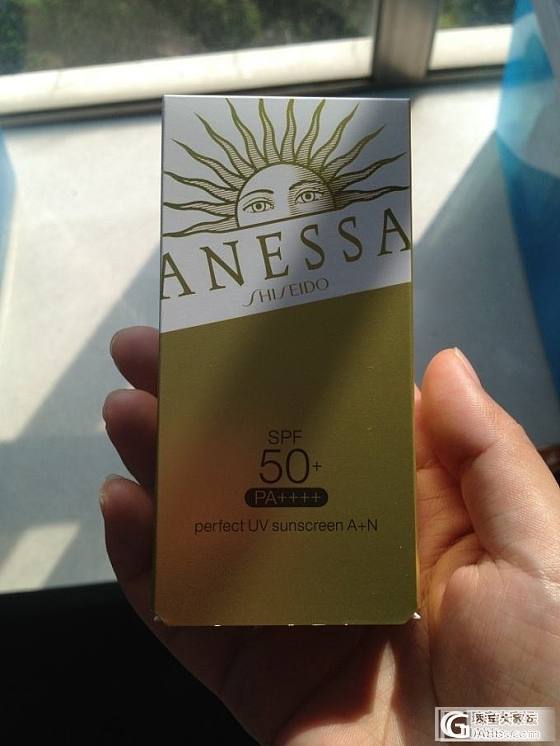 ANESSA
SHISEIDO
SPF
50+
PA++++
perfect UV sunscreen A+N